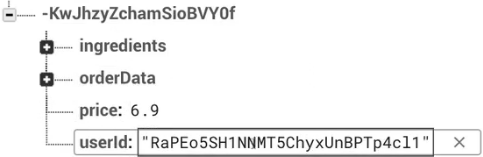 -KwJhzyZchamSioBVY0f
ingredients
orderData
price: 6.9
userId: "RaPEo5SH1NNMT5ChyxUnBPTp4cl1"